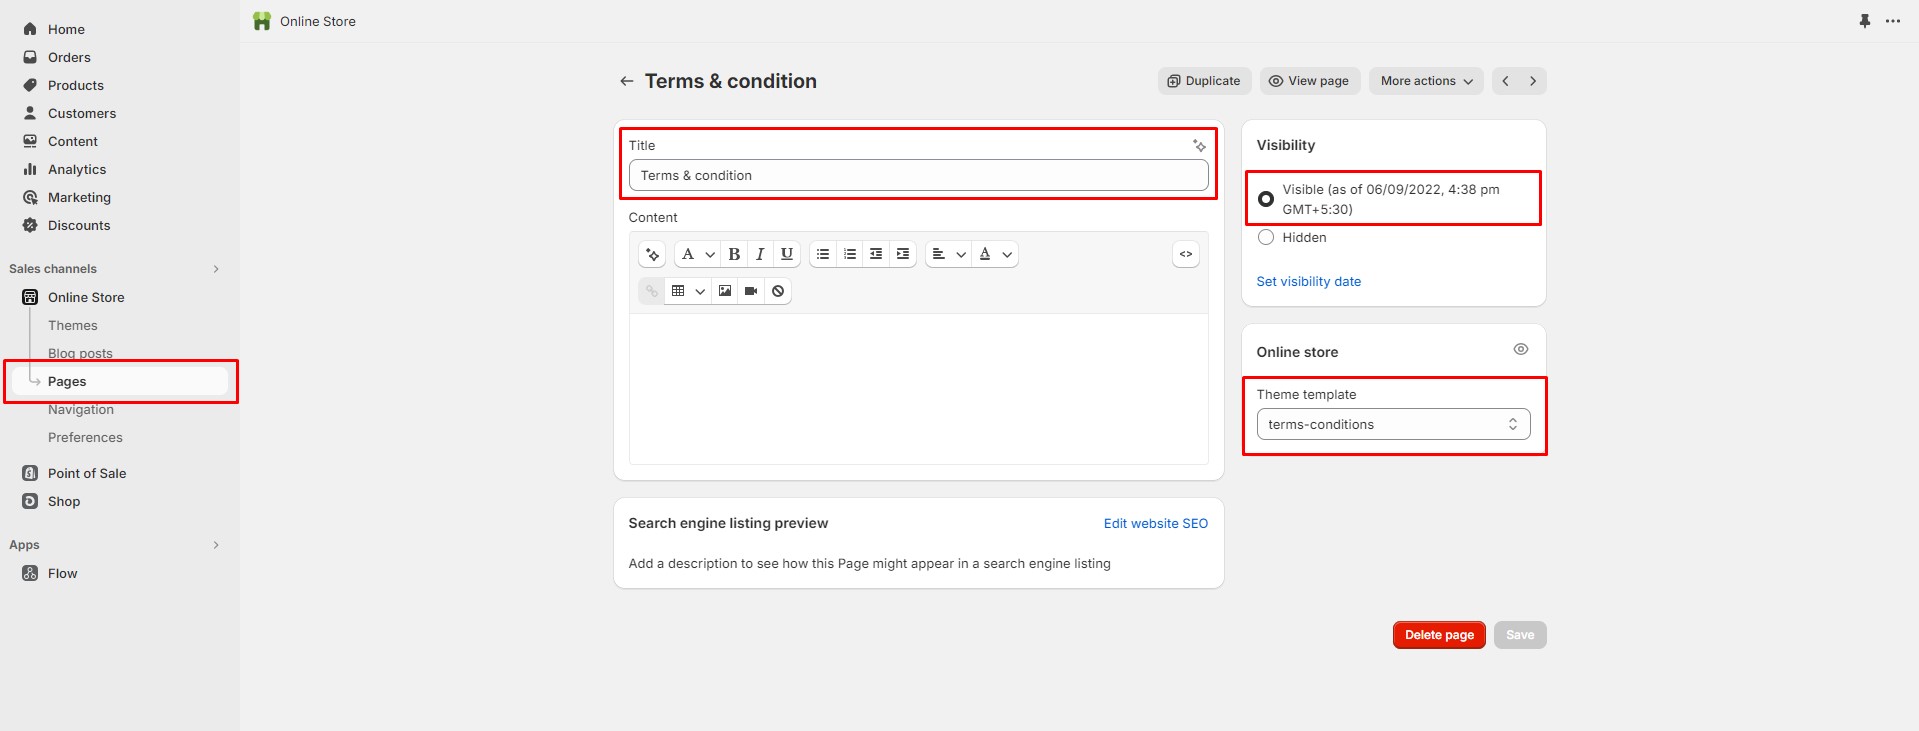 Home
Orders
Products
Customers
Content
Analytics
Marketing
Discounts
Sales channels
Online Store
Themes
Blog posts
Pages
Navigation
Preferences
Point of Sale
Shop
Apps
Flow
Online Store
Terms & condition
Duplicate
View page
More actions
Title
Terms & condition
Content
A
B
I
U
A
<>
Search engine listing preview
Edit website SEO
Add a description to see how this Page might appear in a search engine listing
Visibility
Visible (as of 06/09/2022, 4:38 pm
GMT+5:30)
Hidden
Set visibility date
Online store
Theme template
terms-conditions
Delete page
Save